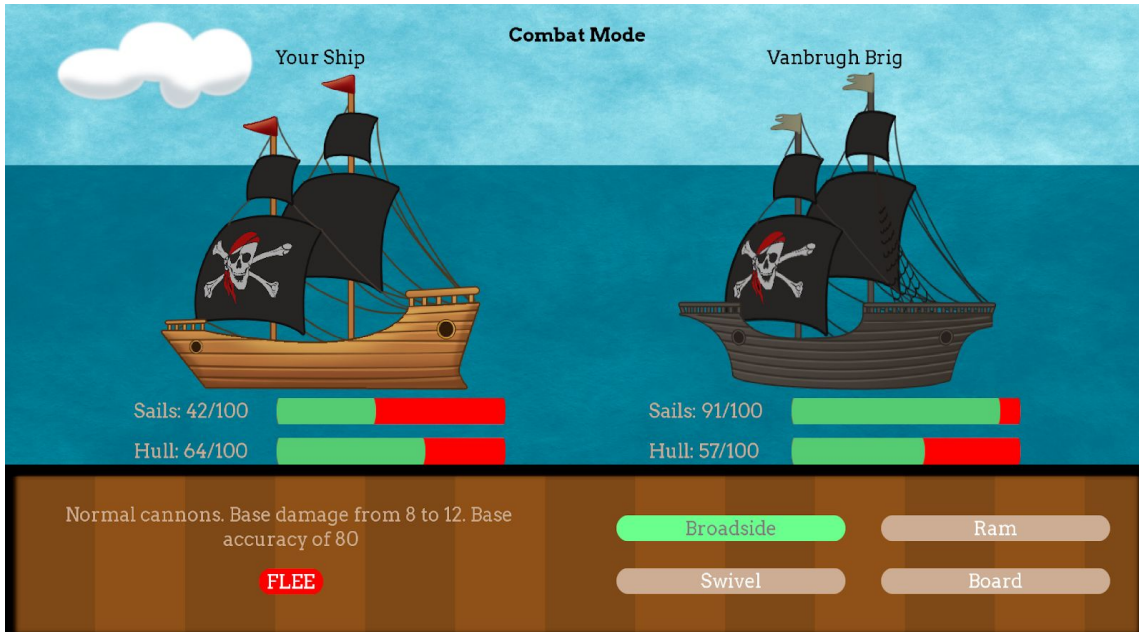 Combat Mode
Your Ship
Vanbrugh Brig
Sails: 42/100
Hull: 64/100
Sails: 91/100
Hull: 57/100
Normal cannons. Base damage from 8 to 12. Base
accuracy of 80
FLEE
Broadside
Ram
Swivel
Board